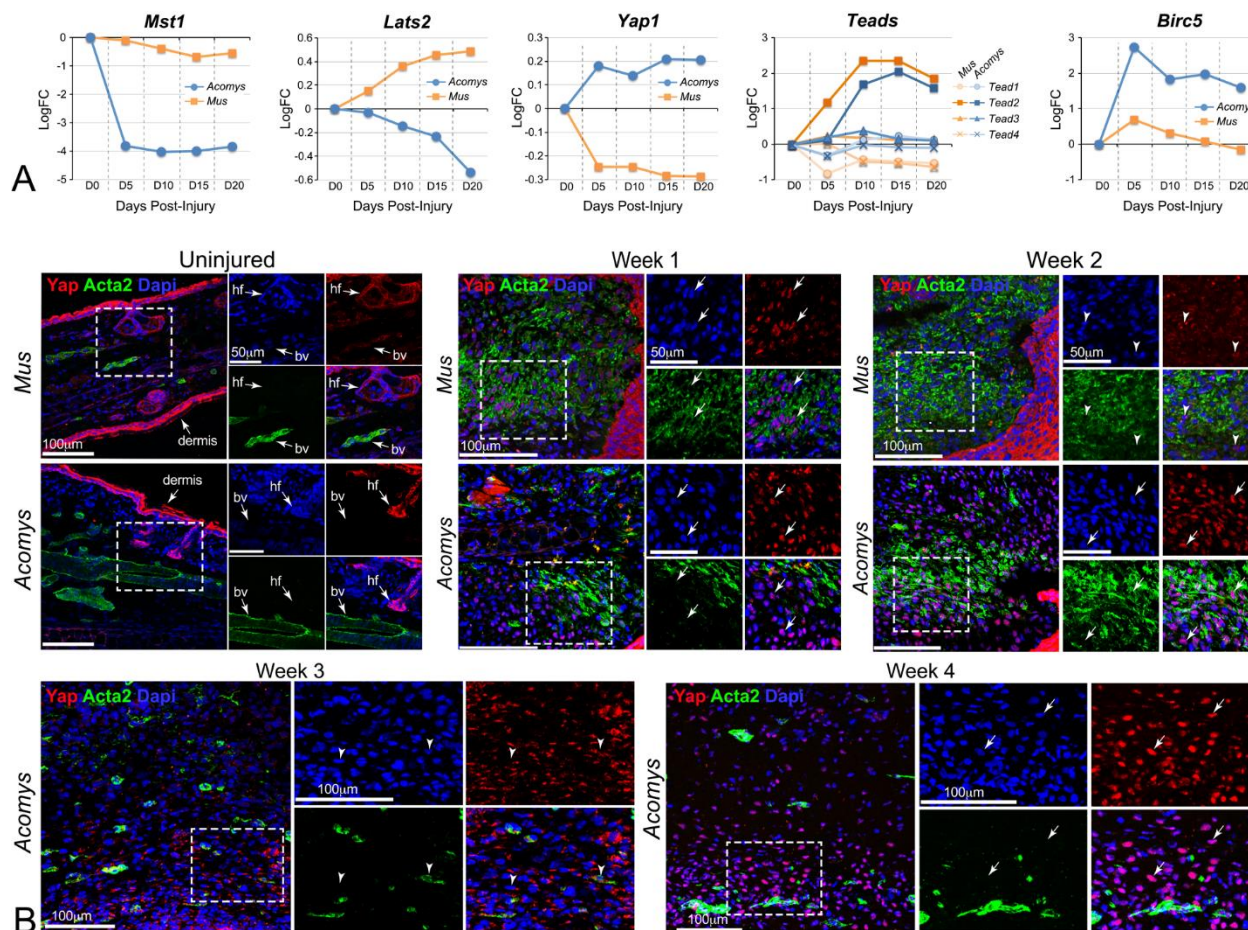 Mst1
1
0
-1
-2
-3
-4
-5
LogFC
Acomys
Mus
D0 D5 D10 D15 D20
Days Post-Injury
Lats2
0.6
0.4
0.2
0
-0.2
-0.4
-0.6
LogFC
Acomys
Mus
D0 D5 D10 D15 D20
Days Post-Injury
Yap1
0.3
0.2
0.1
0
-0.1
-0.2
-0.3
LogFC
Acomys
Mus
D0 D5 D10 D15 D20
Days Post-Injury
Teads
3
2
1
0
-1
LogFC
Mus Acomys
Tead1
Tead2
Tead3
Tead4
D0 D5 D10 D15 D20
Days Post-Injury
Birc5
3
2
1
0
-1
LogFC
Acomys
Mus
D0 D5 D10 D15 D20
Days Post-Injury
A
Uninjured
Week 1
Week 2
Mus
Yap Acta2 Dapi
hf
bv
50µm
hf
bv
hf
bv
hf
bv
dermis
100µm
Yap Acta2 Dapi
50µm
100µm
Mus
Yap Acta2 Dapi
50µm
100µm
Mus
Acomys
dermis
bv
hf
bv
hf
bv
hf
bv
hf
Acomys
Acomys
Week 3
Week 4
Acomys
Yap Acta2 Dapi
100µm
100µm
Acomys
Yap Acta2 Dapi
100µm
100µm
B